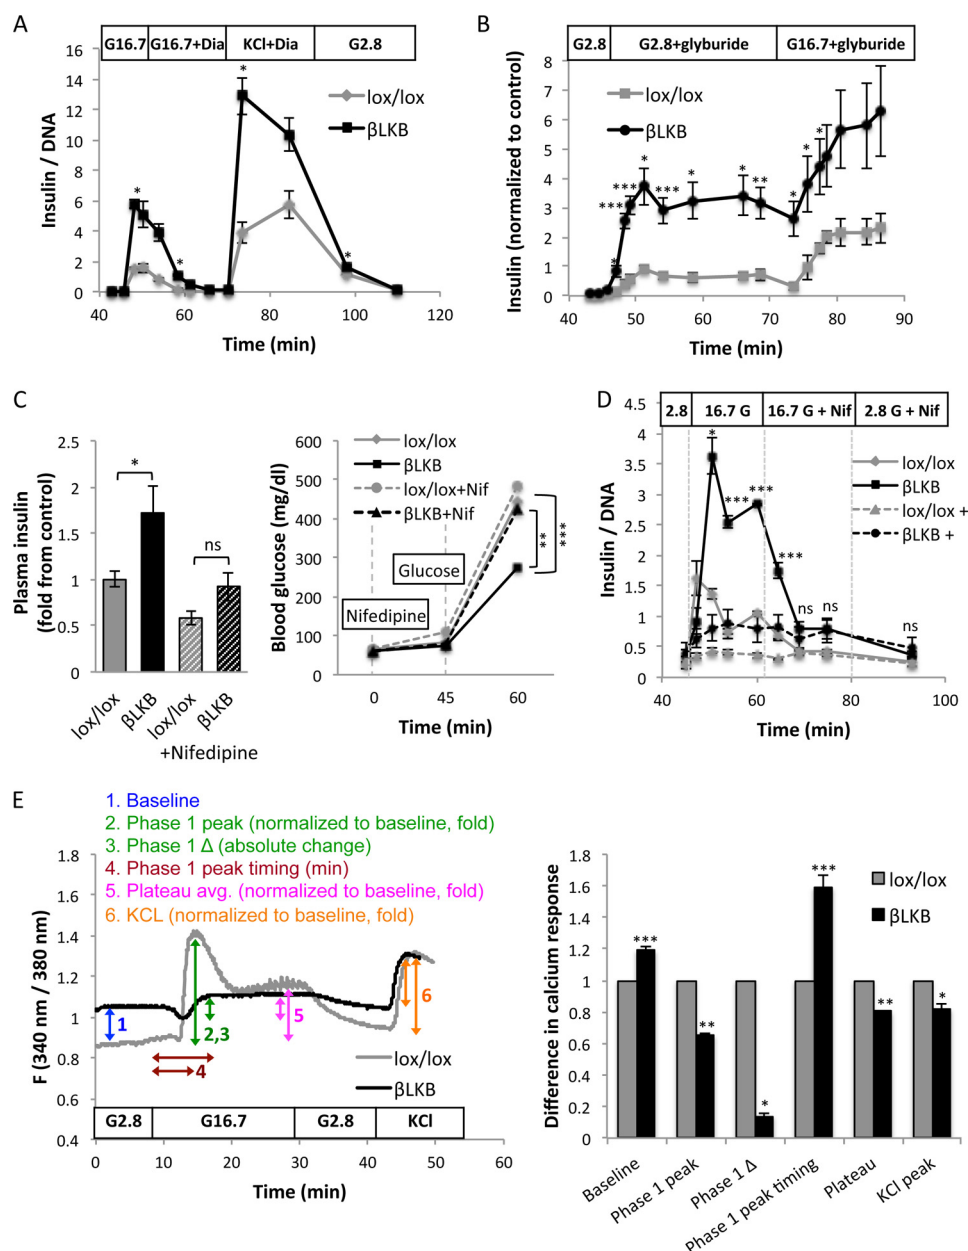 A
G16.7 G16.7+Dia KCl+Dia G2.8
16
14
12
10
8
6
4
2
0
Insulin / DNA
lox/lox
βLKB
*
*
*
*
40 60 80 100 120
Time (min)
B
G2.8 G2.8+glyburide G16.7+glyburide
8
7
6
5
4
3
2
1
0
Insulin (normalized to control)
lox/lox
βLKB
*
***
***
*
***
*
*
**
*
*
*
40 50 60 70 80 90
Time (min)
C
2.5
2
1.5
1
0.5
0
Plasma insulin
(fold from control)
*
ns
lox/lox
βLKB
lox/lox
βLKB
+Nifedipine
600
500
400
300
200
100
0
Blood glucose (mg/dl)
lox/lox
βLKB
lox/lox+Nif
βLKB+Nif
Glucose
Nifedipine
**
***
0 45 60
Time (min)
D
2.8 16.7 G 16.7 G + Nif 2.8 G + Nif
4.5
4
3.5
3
2.5
2
1.5
1
0.5
0
Insulin / DNA
lox/lox
βLKB
lox/lox +
βLKB +
*
***
***
***
ns
ns
ns
40 60 80 100
Time (min)
E
1. Baseline
2. Phase 1 peak (normalized to baseline, fold)
3. Phase 1 Δ (absolute change)
4. Phase 1 peak timing (min)
5. Plateau avg. (normalized to baseline, fold)
6. KCL (normalized to baseline, fold)
1.8
1.6
1.4
1.2
1
0.8
0.6
0.4
F (340 nm / 380 nm)
1
2,3
4
5
6
lox/lox
βLKB
G2.8 G16.7 G2.8 KCl
0 10 20 30 40 50 60
Time (min)
1.8
1.6
1.4
1.2
1
0.8
0.6
0.4
0.2
0
Difference in calcium response
lox/lox
βLKB
***
**
*
***
**
*
Baseline
Phase 1 peak
Phase 1 Δ
Phase 1 peak timing
Plateau
KCl peak